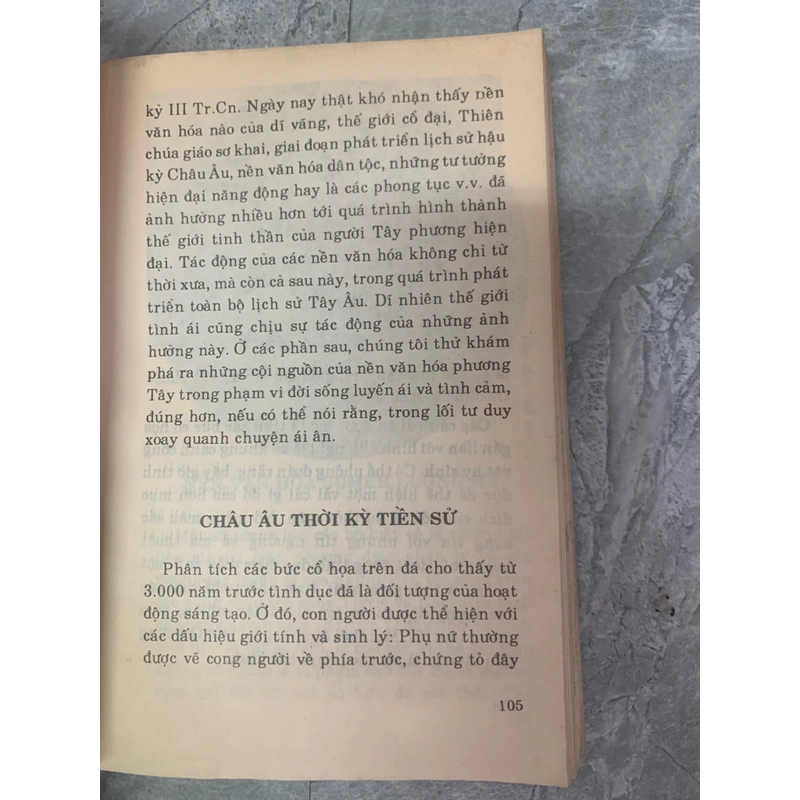 kỷ III Tr.Cn. Ngày nay thật khó nhận thấy nền
văn hóa nào của dĩ vãng, thế giới cổ đại, Thiên
chúa giáo sơ khai, giai đoạn phát triển lịch sử hậu
kỳ Châu Âu, nền văn hóa dân tộc, những tư tưởng
hiện đại năng động hay là các phong tục v.v. đã
ảnh hưởng nhiều hơn tới quá trình hình thành
thế giới tinh thần của người Tây phương hiện
đại. Tác động của các nền văn hóa không chỉ từ
thời xưa, mà còn cả sau này, trong quá trình phát
triển toàn bộ lịch sử Tây Âu. Dĩ nhiên thế giới
tình ái cũng chịu sự tác động của những ảnh
hưởng này. Ở các phần sau, chúng tôi thử khám
phá ra những cội nguồn của nền văn hóa phương
Tây trong phạm vi đời sống luyến ái và tình cảm,
đúng hơn, nếu có thể nói rằng, trong lối tư duy
xoay quanh chuyện ái ân.
CHÂU ÂU THỜI KỲ TIỀN SỬ
Phân tích các bức cổ họa trên đá cho thấy từ
3.000 năm trước tình dục đã là đối tượng của hoạt
động sáng tạo. Ở đó, con người được thể hiện với
các dấu hiệu giới tính và sinh lý: Phụ nữ thường
được vẽ cong người về phía trước, chứng tỏ đây
105